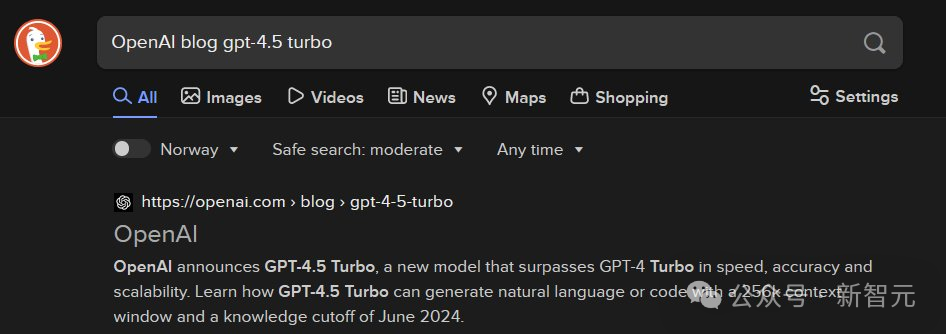 OpenAI blog gpt-4.5 turbo
All Images Videos News Maps Shopping Settings
Norway Safe search: moderate Any time
https://openai.com › blog › gpt-4-5-turbo
OpenAI
OpenAI announces GPT-4.5 Turbo, a new model that surpasses GPT-4 Turbo in speed, accuracy and
scalability. Learn how GPT-4.5 Turbo can generate natural language or code with a 256k context
window and a knowledge cutoff of June 2024.
公众号 · 新智元